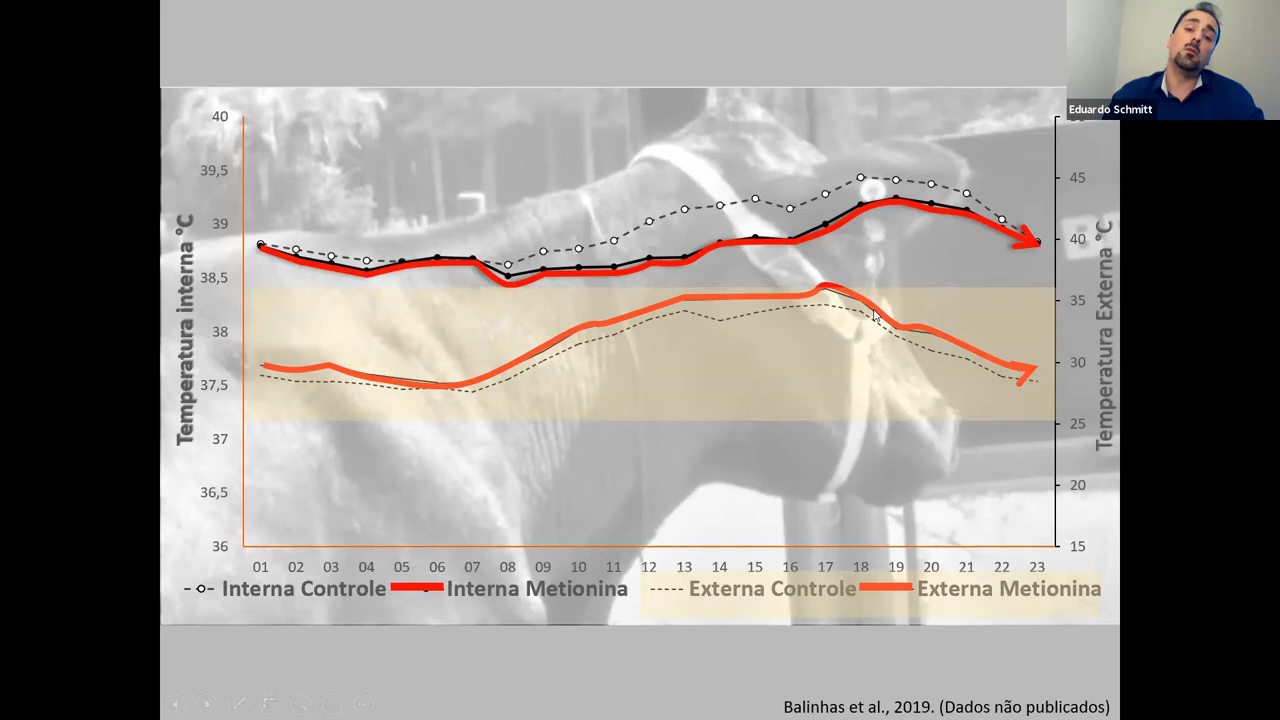 Eduardo Schmitt
40
39,5
39
38,5
38
37,5
37
36,5
36
Temperatura interna °C
45
40
35
30
25
20
15
Temperatura Externa °C
01 02 03 04 05 06 07 08 09 10 11 12 13 14 15 16 17 18 19 20 21 22 23
Interna Controle Interna Metionina Externa Controle Externa Metionina
Balinhas et al., 2019. (Dados não publicados)